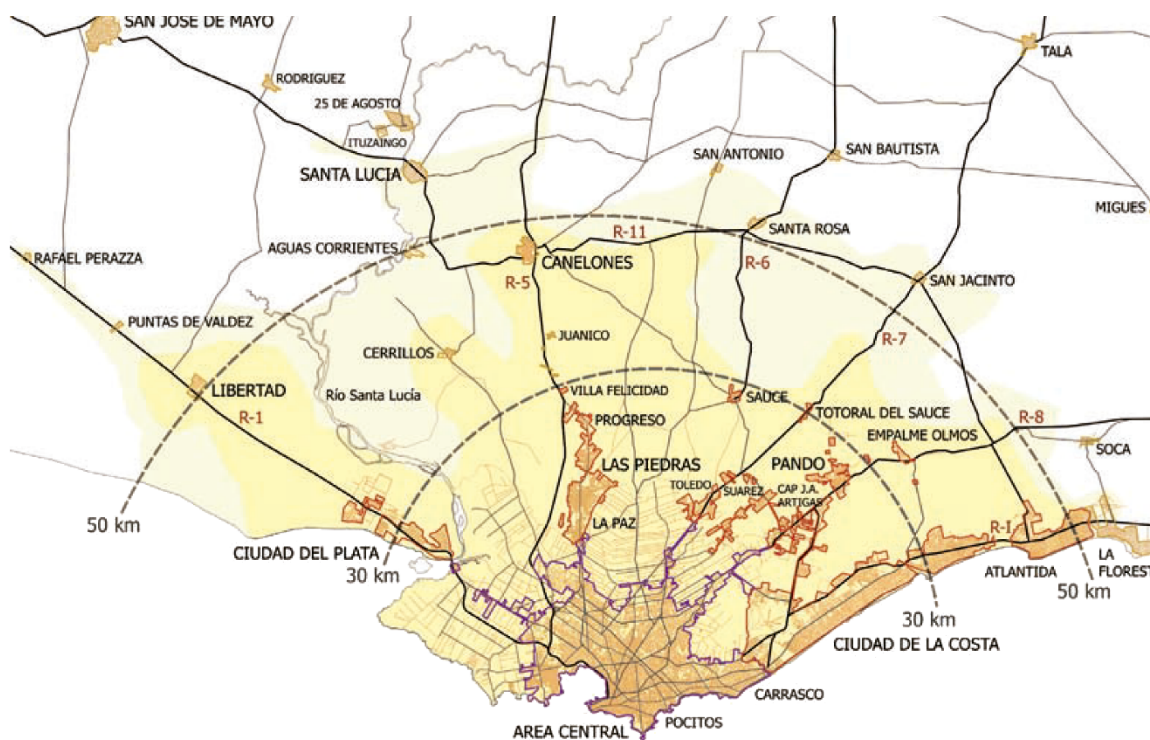 SAN JOSE DE MAYO
TALA
RODRIGUEZ
25 DE AGOSTO
ITUZAINGO
SAN BAUTISTA
SAN ANTONIO
SANTA LUCIA
MIGUES
SANTA ROSA
R-11
AGUAS CORRIENTES
RAFAEL PERAZZA
CANELONES
R-6
R-5
SAN JACINTO
PUNTAS DE VALDEZ
JUANICO
R-7
CERRILLOS
LIBERTAD
VILLA FELICIDAD
Río Santa Lucía
SAUCE
R-1
PROGRESO
TOTORAL DEL SAUCE
R-8
EMPALME OLMOS
SOCA
LAS PIEDRAS
PANDO
TOLEDO
SUAREZ
CAP J.A.
ARTIGAS
50 km
LA PAZ
R-I
CIUDAD DEL PLATA
LA
FLOREST
ATLANTIDA
30 km
50 km
30 km
CIUDAD DE LA COSTA
CARRASCO
POCITOS
AREA CENTRAL